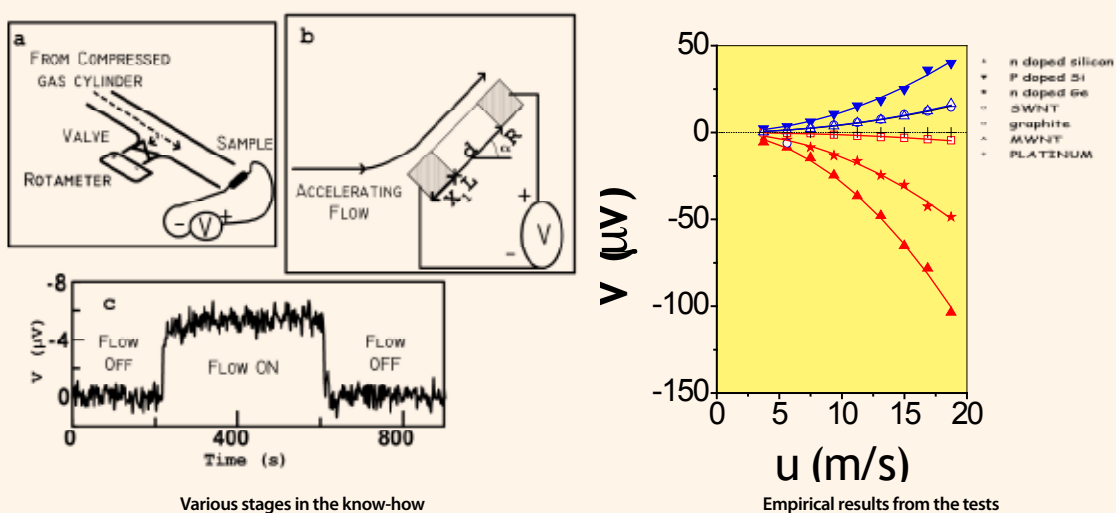 a
FROM COMPRESSED
GAS CYLINDER
VALVE
SAMPLE
ROTAMETER
- V +
b
d
R
α
L
X
ACCELERATING
FLOW
+
V
-
c
V (µV)
-8
-4
0
FLOW
OFF
FLOW ON
FLOW
OFF
0 400 800
Time (s)
Various stages in the know-how
V (µV)
50
0
-50
-100
-150
0 5 10 15 20
u (m/s)
n doped silicon
P doped Si
n doped Ge
SWNT
graphite
MWNT
PLATINUM
Empirical results from the tests